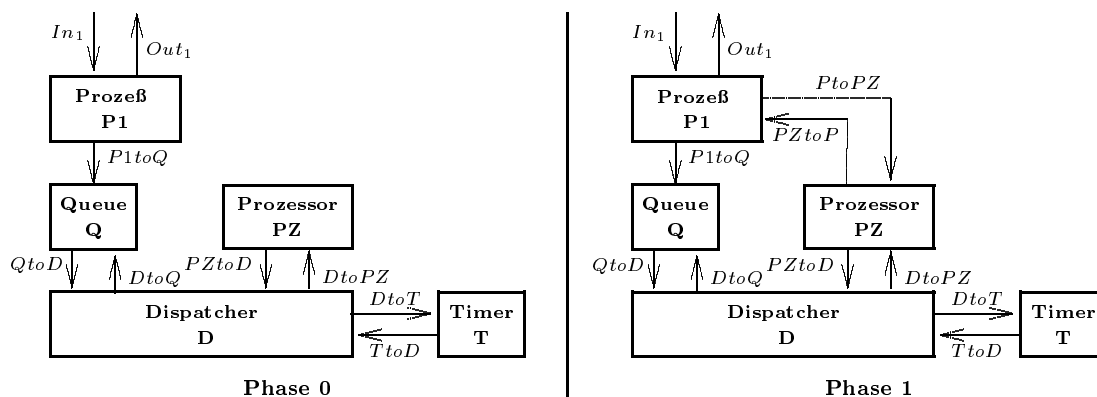 In₁
Out₁
Prozeß
P1
P1toQ
Queue
Q
Prozessor
PZ
QtoD
DtoQ
PZtoD
DtoPZ
Dispatcher
D
DtoT
TtoD
Timer
T
Phase 0
In₁
Out₁
Prozeß
P1
PtoPZ
PZtoP
P1toQ
Queue
Q
Prozessor
PZ
QtoD
DtoQ
PZtoD
DtoPZ
Dispatcher
D
DtoT
TtoD
Timer
T
Phase 1